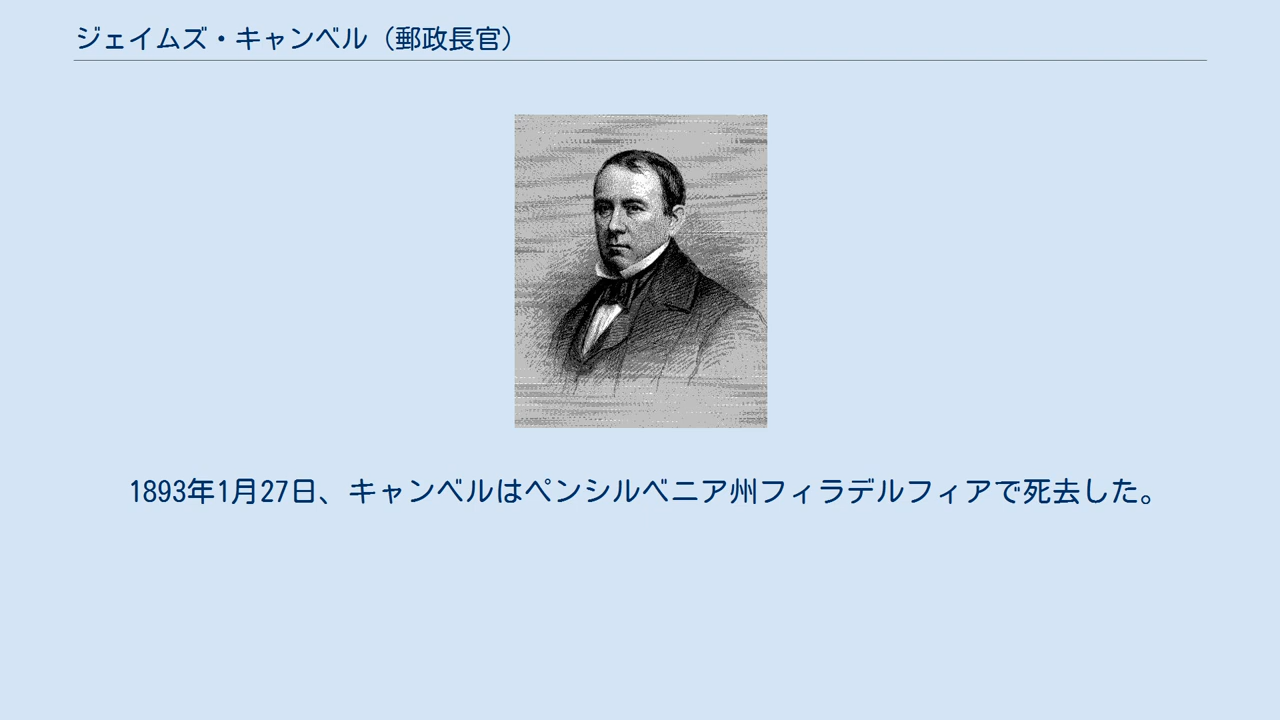 ジェイムズ・キャンベル（郵政長官）
1893年1月27日、キャンベルはペンシルベニア州フィラデルフィアで死去した。